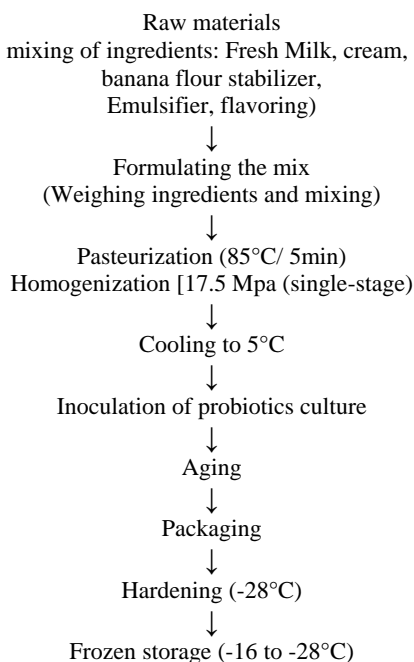 Raw materials
mixing of ingredients: Fresh Milk, cream,
banana flour stabilizer,
Emulsifier, flavoring)
↓
Formulating the mix
(Weighing ingredients and mixing)
↓
Pasteurization (85°C/ 5min)
Homogenization [17.5 Mpa (single-stage)
↓
Cooling to 5°C
↓
Inoculation of probiotics culture
↓
Aging
↓
Packaging
↓
Hardening (-28°C)
↓
Frozen storage (-16 to -28°C)